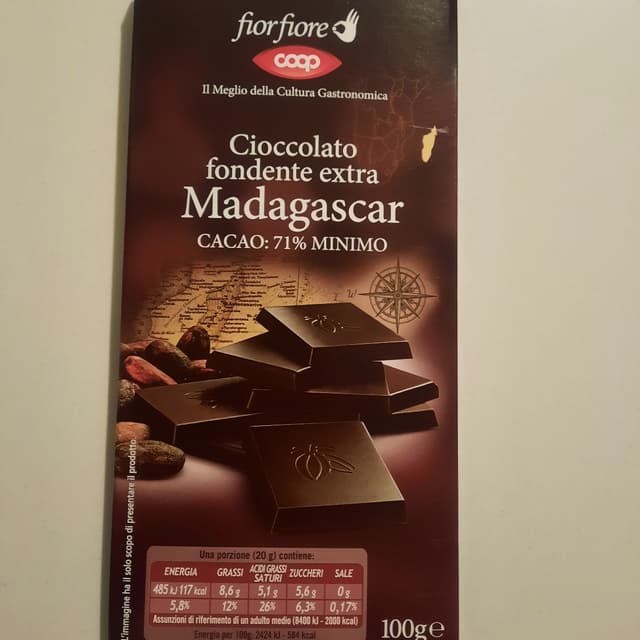 fiorfiore
coop
Il Meglio della Cultura Gastronomica
Cioccolato
fondente extra
Madagascar
CACAO: 71% MINIMO
W
L'immagine ha il solo scopo di presentare il prodotto.
Una porzione (20 g) contiene:
ENERGIA GRASSI ACIDI GRASSI SATURI ZUCCHERI SALE
485 kJ 117 kcal 8,6 g 5,1 g 5,6 g 0 g
5,8% 12% 26% 6,3% 0,17%
Assunzioni di riferimento di un adulto medio (8400 kJ - 2000 kcal)
Energia per 100g: 2424 kJ - 584 kcal
100g e